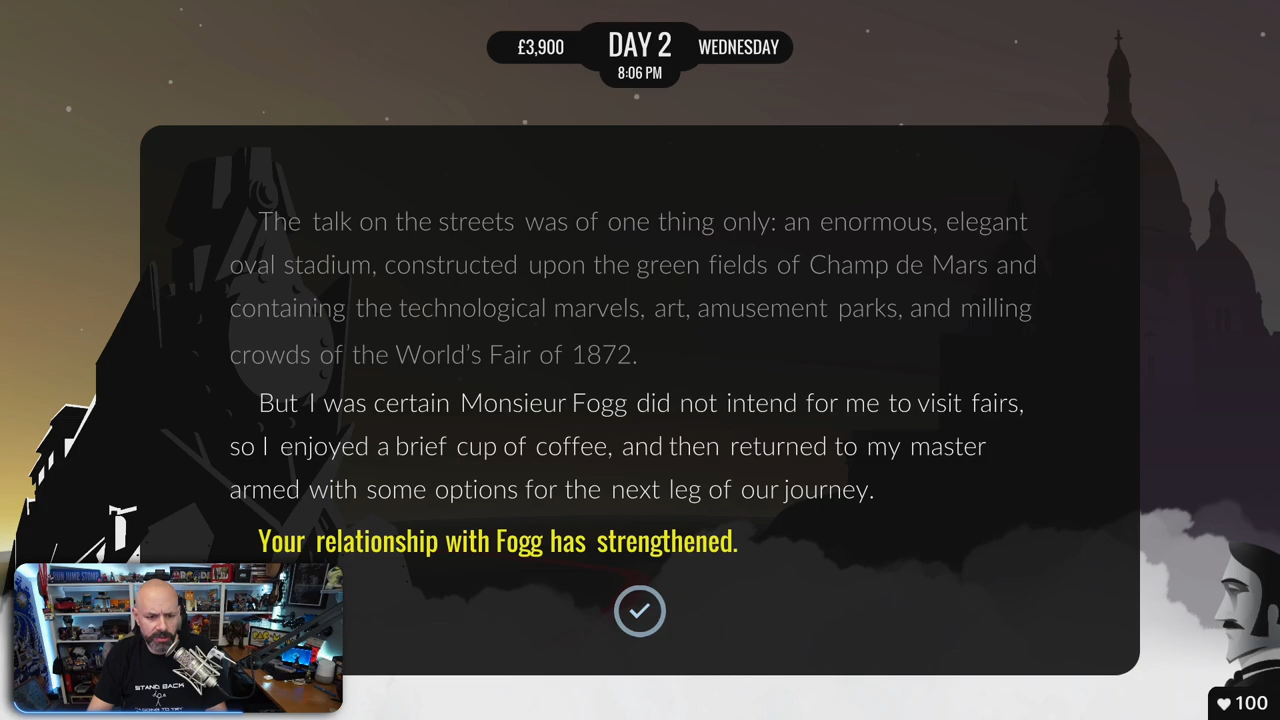 £3,900
DAY 2
WEDNESDAY
8:06 PM
The talk on the streets was of one thing only: an enormous, elegant
oval stadium, constructed upon the green fields of Champ de Mars and
containing the technological marvels, art, amusement parks, and milling
crowds of the World's Fair of 1872.
But I was certain Monsieur Fogg did not intend for me to visit fairs,
so I enjoyed a brief cup of coffee, and then returned to my master
armed with some options for the next leg of our journey.
Your relationship with Fogg has strengthened.
STAND BACK
100